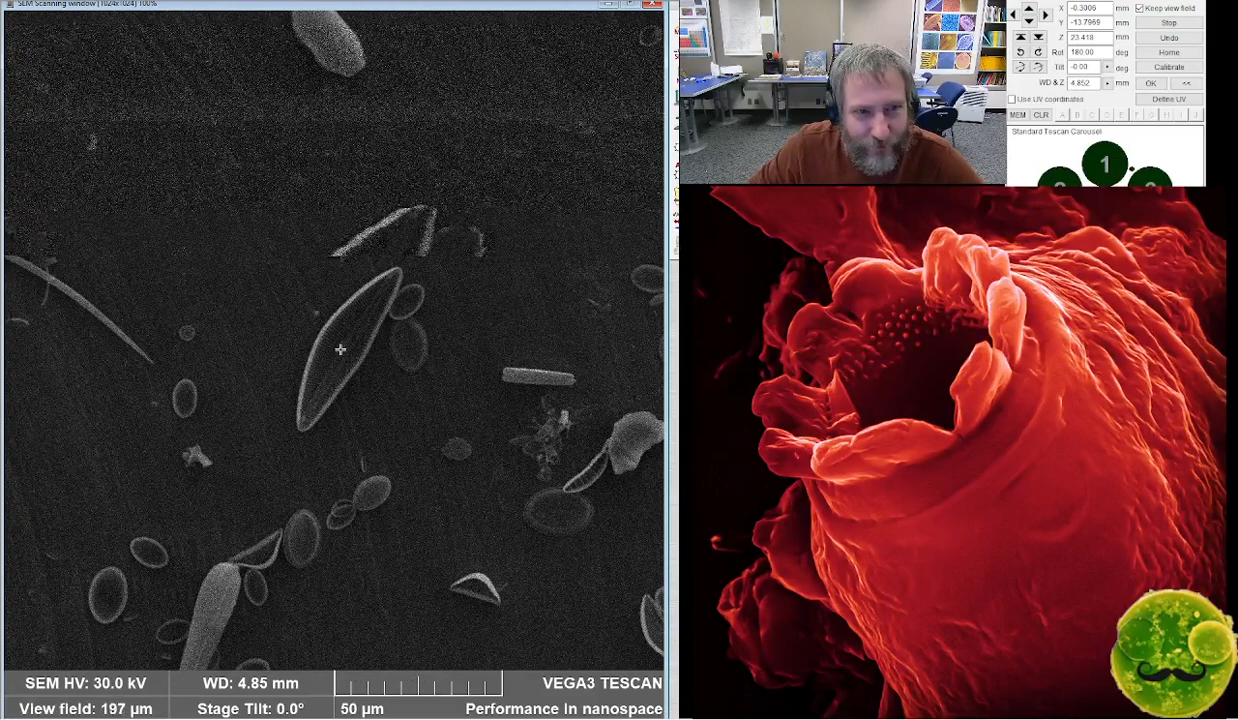 SEM Scanning window [1024x1024] 100%
X -0.3006 mm
Keep view field
Y -13.7969 mm
Stop
Z 23.418 mm
Undo
Rot 180.00 deg
Home
Tilt -0.00 deg
Calibrate
WD & Z 4.852 mm
OK <<
Use UV coordinates
Define UV
MEM CLR A B C D E F G H I J
Standard Tescan Carousel
1
SEM HV: 30.0 kV
WD: 4.85 mm
VEGA3 TESCAN
View field: 197 µm
Stage Tilt: 0.0°
50 µm
Performance in nanospace